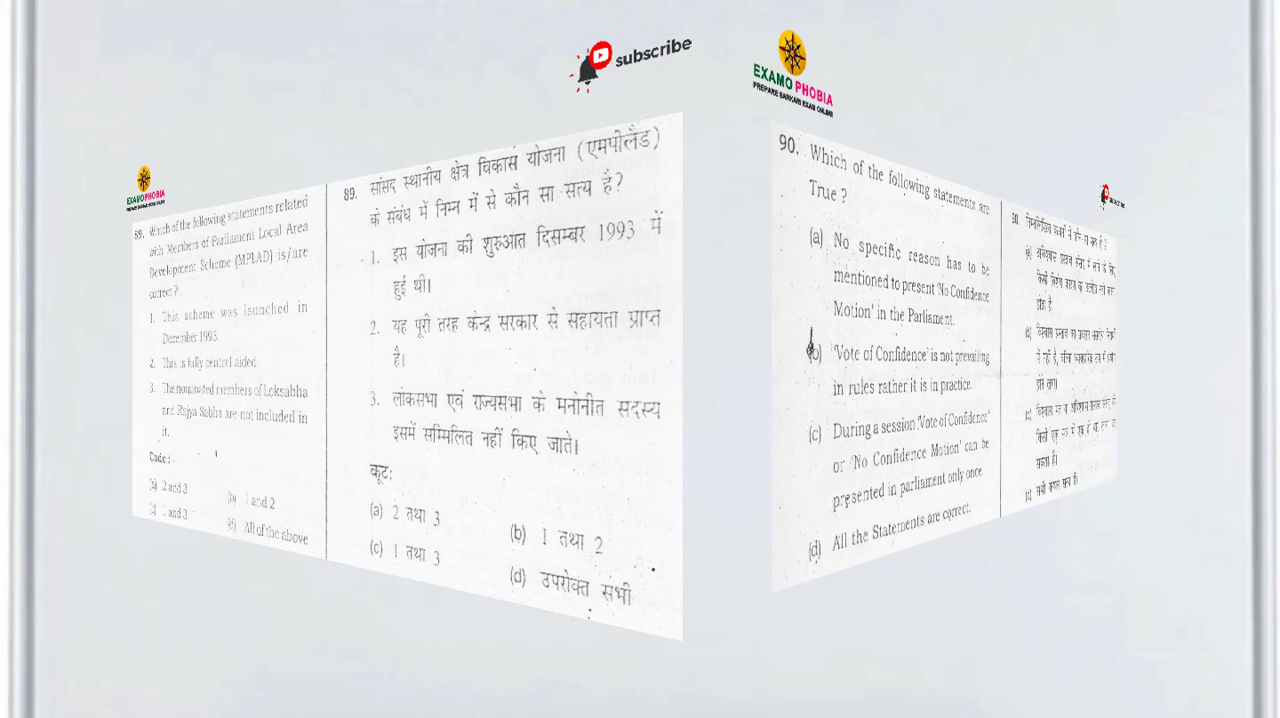 subscribe
EXAMOPHOBIA
PREPARE SARKARI EXAM ONLINE
EXAMOPHOBIA
89. Which of the following statements related
with Members of Parliament Local Area
Development Scheme (MPLAD) is/are
correct?
1. This scheme was launched in
December 1993.
2. This is fully central aided.
3. The nominated members of Loksabha
and Rajya Sabha are not included in
it.
Code :
(a) 2 and 3
(b) 1 and 2
(c) 1 and 3
(d) All of the above
89. सांसद स्थानीय क्षेत्र विकास योजना (एमपीलैड)
के संबंध में निम्न में से कौन सा सत्य है?
1. इस योजना की शुरुआत दिसम्बर 1993 में
हुई थी।
2. यह पूरी तरह केन्द्र सरकार से सहायता प्राप्त
है।
3. लोकसभा एवं राज्यसभा के मनोनीत सदस्य
इसमें सम्मिलित नहीं किए जाते।
कूट:
(a) 2 तथा 3
(b) 1 तथा 2
(c) 1 तथा 3
(d) उपरोक्त सभी
90. Which of the following statements are
True ?
(a) No specific reason has to be
mentioned to present 'No Confidence
Motion' in the Parliament.
(b) 'Vote of Confidence' is not prevailing
in rules rather it is in practice.
(c) During a session 'Vote of Confidence'
or 'No Confidence Motion' can be
presented in parliament only once.
(d) All the Statements are correct.